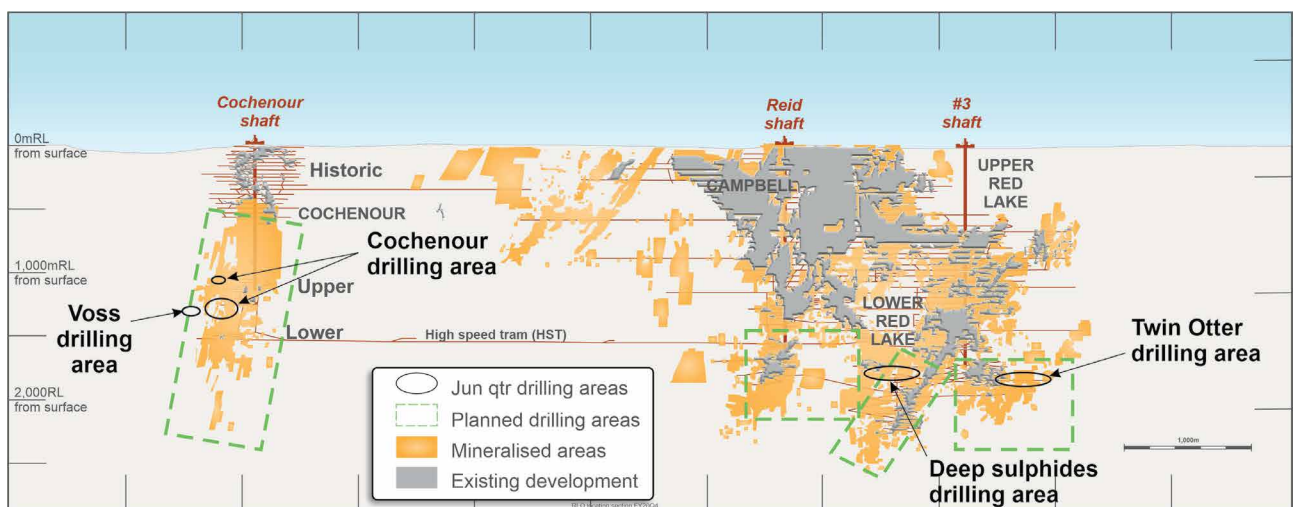 Cochenour
shaft
Reid
shaft
#3
shaft
0mRL
from surface
Historic
CAMPBELL
UPPER
RED
LAKE
COCHENOUR
Cochenour
drilling area
1,000mRL
from surface
Upper
Voss
drilling
area
LOWER
RED
LAKE
Lower
High speed tram (HST)
Twin Otter
drilling area
2,000RL
from surface
Jun qtr drilling areas
Planned drilling areas
Mineralised areas
Existing development
1,000m
Deep sulphides
drilling area